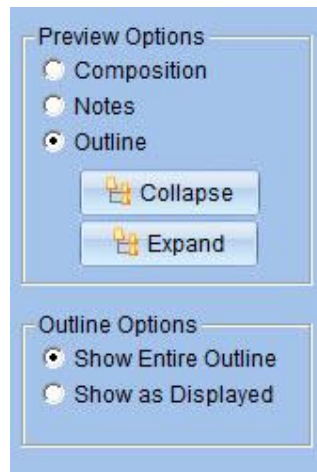 Preview Options
Composition
Notes
Outline
Collapse
Expand
Outline Options
Show Entire Outline
Show as Displayed